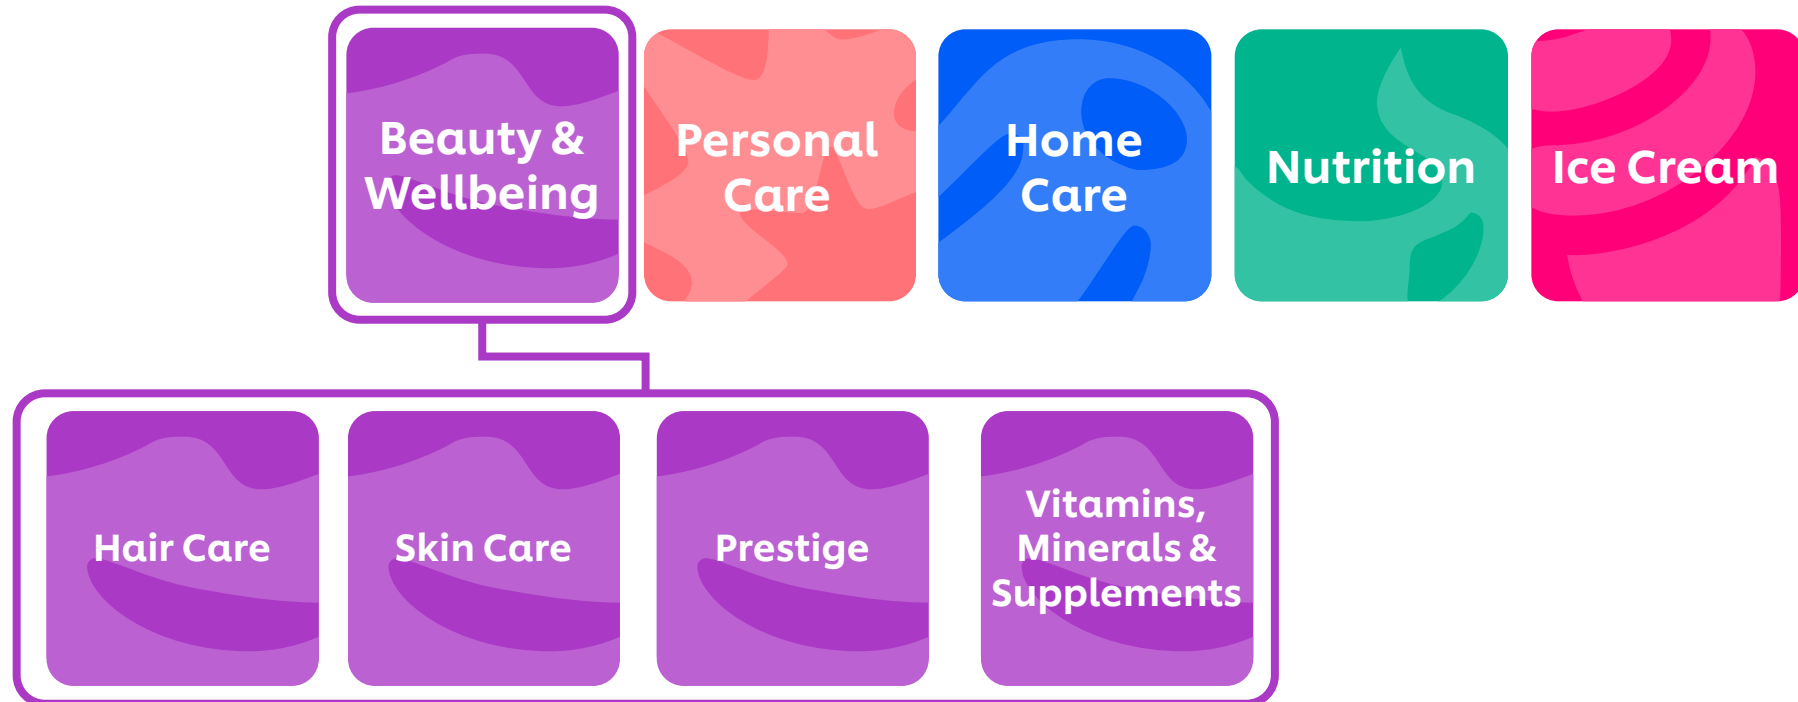 Beauty &
Wellbeing
Personal
Care
Home
Care
Nutrition
Ice Cream
Hair Care
Skin Care
Prestige
Vitamins,
Minerals &
Supplements